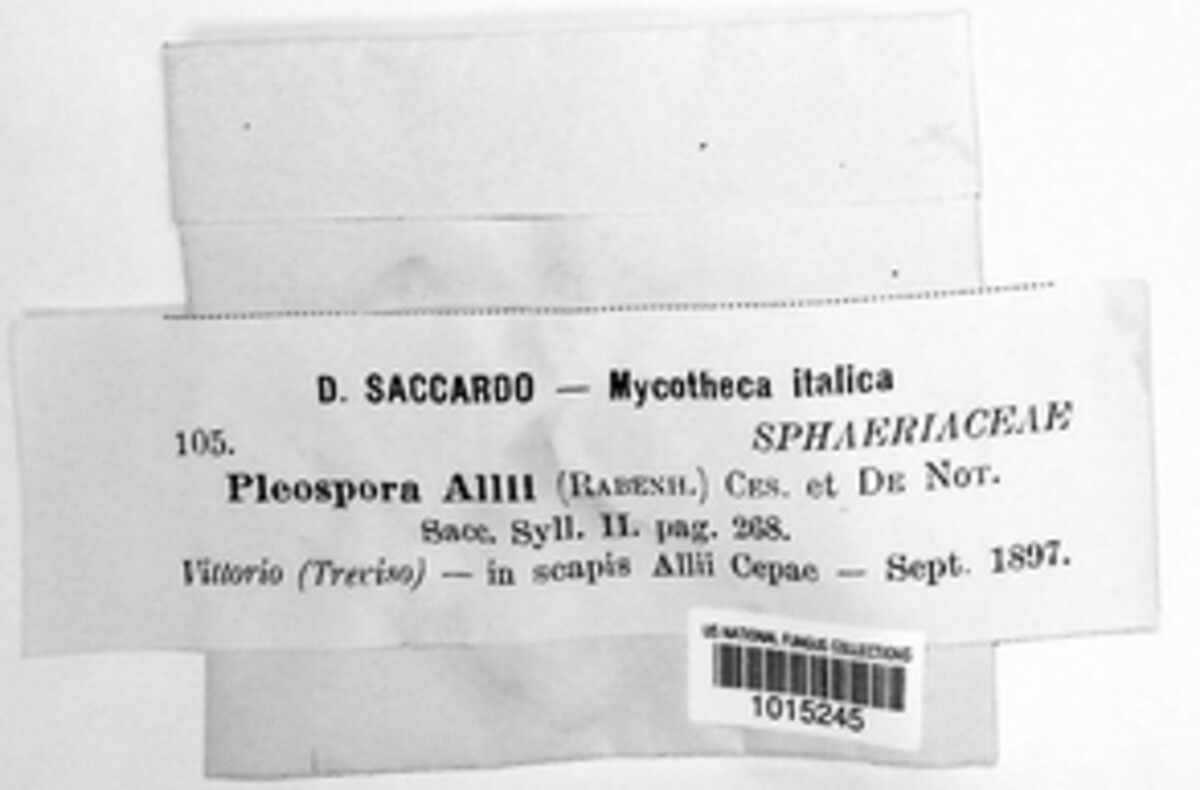 D. SACCARDO — Mycotheca italica
105.
SPHAERIACEAE
Pleospora Allii (RABENH.) CES. et DE NOT.
Sacc. Syll. II. pag. 268.
Vittorio (Treviso) — in scapis Allii Cepae — Sept. 1897.
US NATIONAL FUNGUS COLLECTIONS
1015245